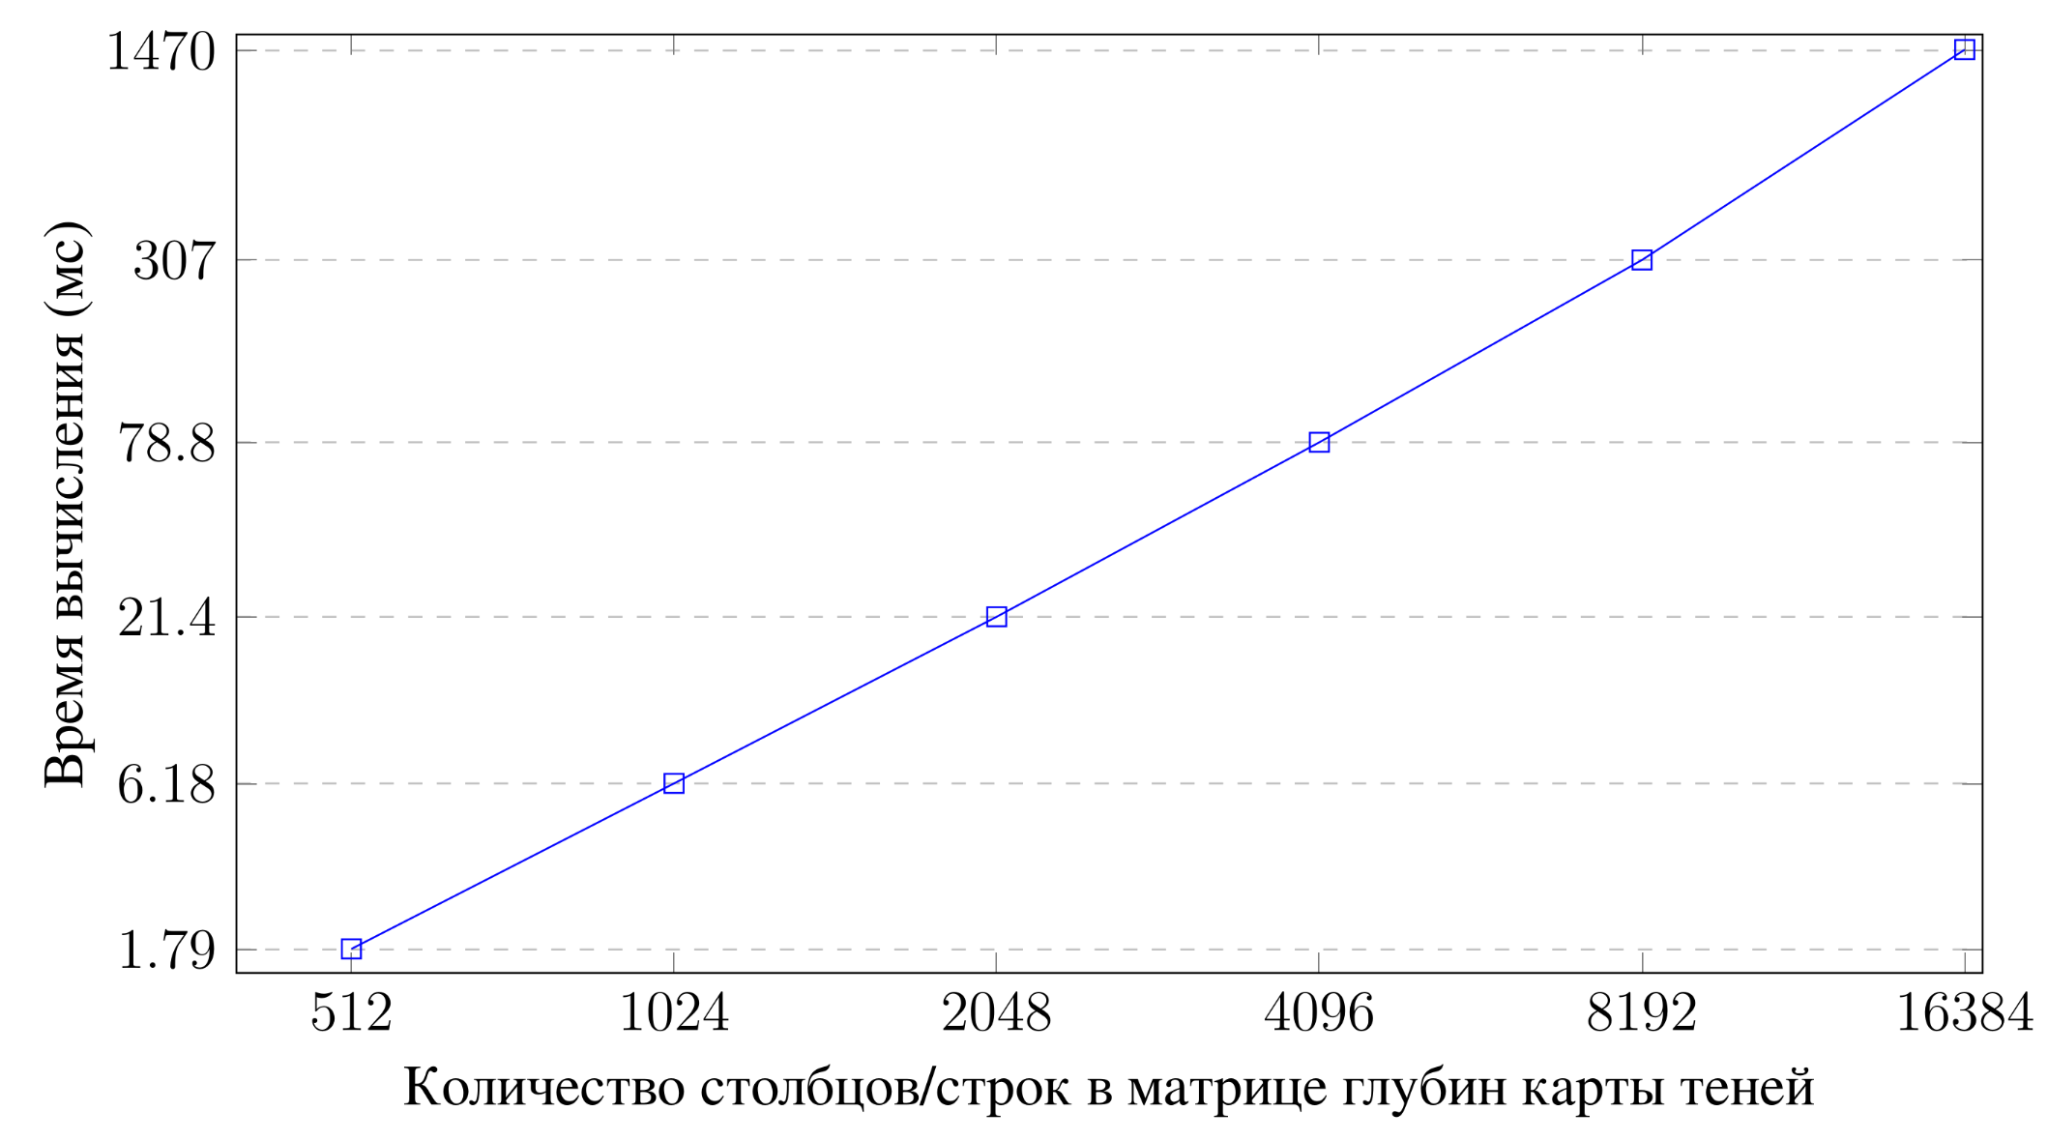 1470
307
78.8
21.4
6.18
1.79
Время вычисления (мс)
512 1024 2048 4096 8192 16384
Количество столбцов/строк в матрице глубин карты теней